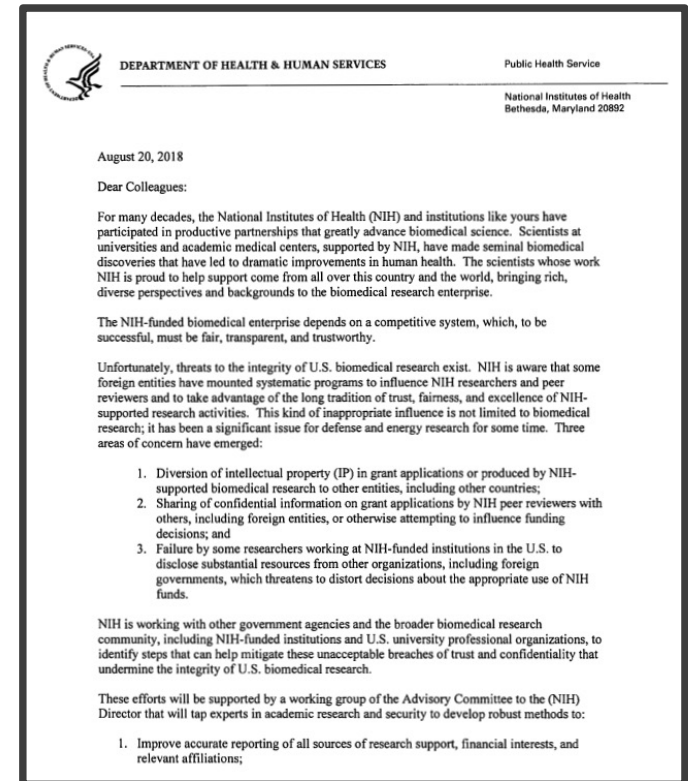 DEPARTMENT OF HEALTH & HUMAN SERVICES
Public Health Service
National Institutes of Health
Bethesda, Maryland 20892
August 20, 2018
Dear Colleagues:
For many decades, the National Institutes of Health (NIH) and institutions like yours have
participated in productive partnerships that greatly advance biomedical science. Scientists at
universities and academic medical centers, supported by NIH, have made seminal biomedical
discoveries that have led to dramatic improvements in human health. The scientists whose work
NIH is proud to help support come from all over this country and the world, bringing rich,
diverse perspectives and backgrounds to the biomedical research enterprise.
The NIH-funded biomedical enterprise depends on a competitive system, which, to be
successful, must be fair, transparent, and trustworthy.
Unfortunately, threats to the integrity of U.S. biomedical research exist. NIH is aware that some
foreign entities have mounted systematic programs to influence NIH researchers and peer
reviewers and to take advantage of the long tradition of trust, fairness, and excellence of NIH-
supported research activities. This kind of inappropriate influence is not limited to biomedical
research; it has been a significant issue for defense and energy research for some time. Three
areas of concern have emerged:
1. Diversion of intellectual property (IP) in grant applications or produced by NIH-
supported biomedical research to other entities, including other countries;
2. Sharing of confidential information on grant applications by NIH peer reviewers with
others, including foreign entities, or otherwise attempting to influence funding
decisions; and
3. Failure by some researchers working at NIH-funded institutions in the U.S. to
disclose substantial resources from other organizations, including foreign
governments, which threatens to distort decisions about the appropriate use of NIH
funds.
NIH is working with other government agencies and the broader biomedical research
community, including NIH-funded institutions and U.S. university professional organizations, to
identify steps that can help mitigate these unacceptable breaches of trust and confidentiality that
undermine the integrity of U.S. biomedical research.
These efforts will be supported by a working group of the Advisory Committee to the (NIH)
Director that will tap experts in academic research and security to develop robust methods to:
1. Improve accurate reporting of all sources of research support, financial interests, and
relevant affiliations;